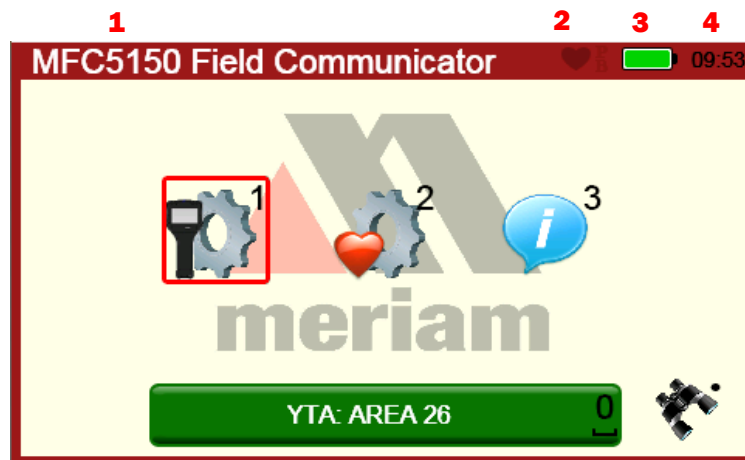 1 2 3 4
MFC5150 Field Communicator 09:53
1 2 3
i
meriam
YTA: AREA 26 0